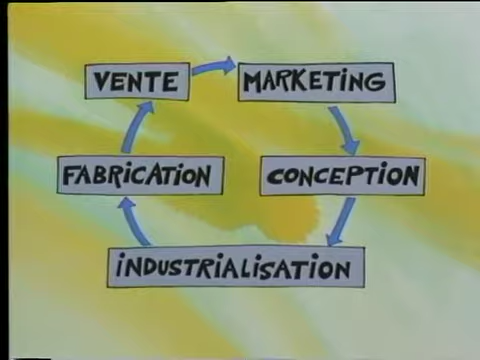 VENTE
MARKETiNG
FABRiCATiON
CONCEPTiON
iNDUSTRiALiSATiON